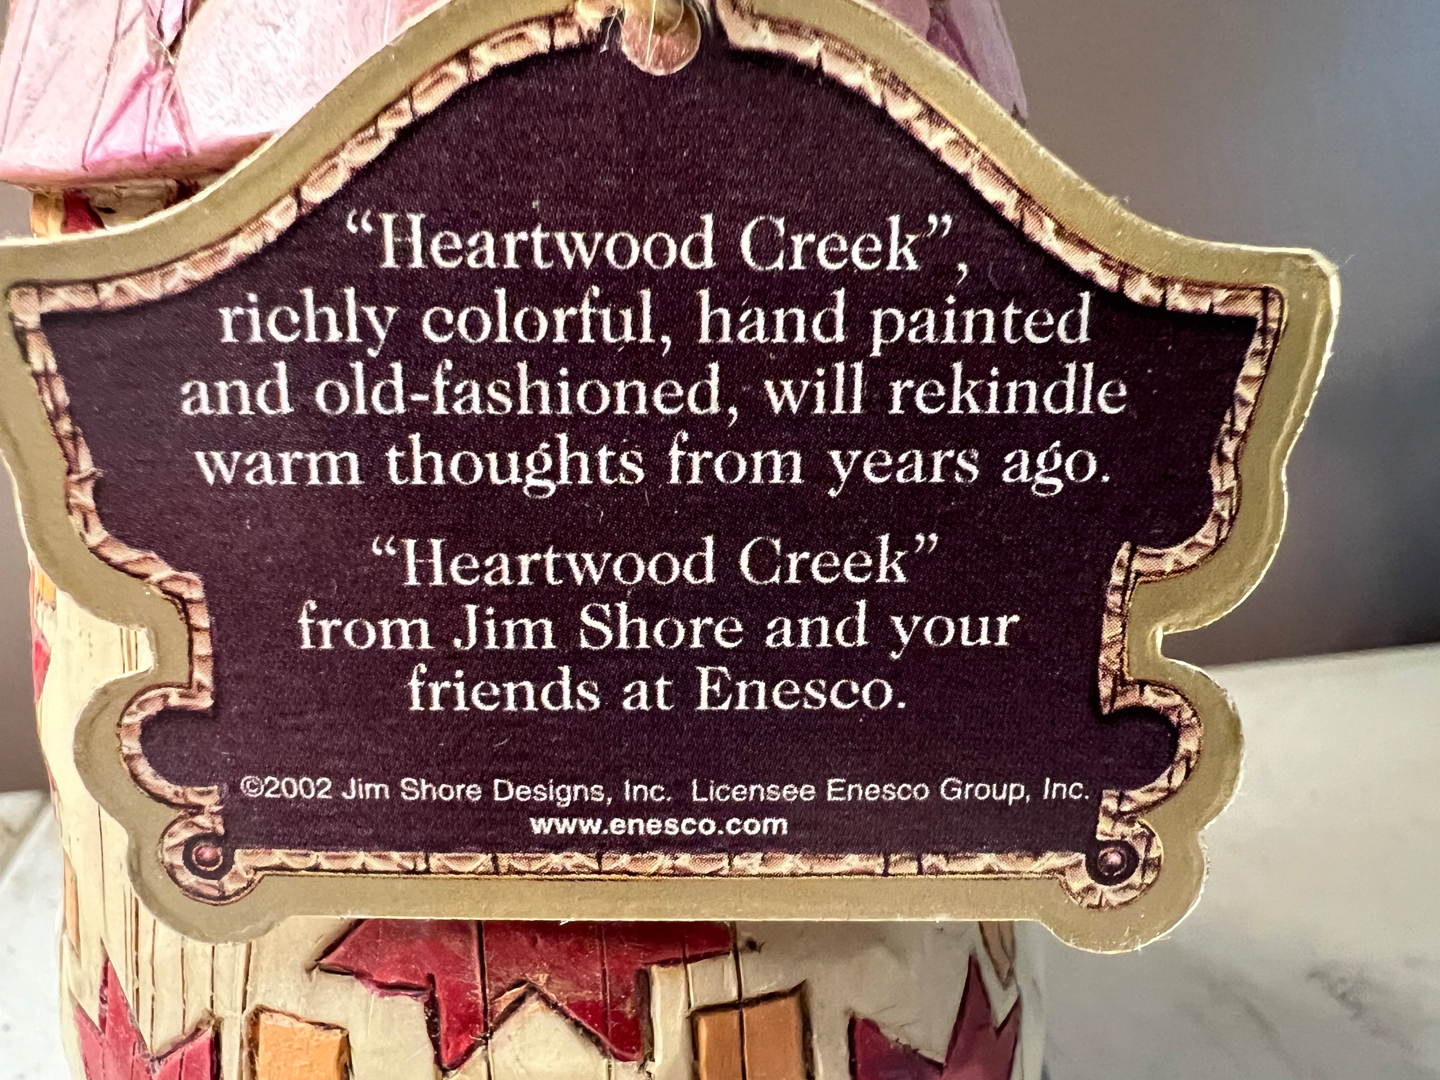 “Heartwood Creek”,
richly colorful, hand painted
and old-fashioned, will rekindle
warm thoughts from years ago.
“Heartwood Creek”
from Jim Shore and your
friends at Enesco.
©2002 Jim Shore Designs, Inc. Licensee Enesco Group, Inc.
www.enesco.com